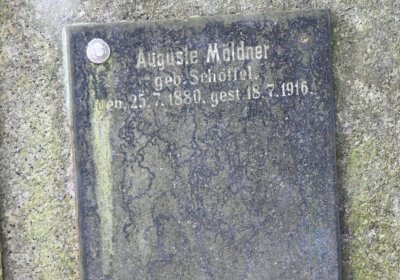 Auguste Möldner
geb. Schöffel.
geb. 25.7.1880. gest. 18.7.1916.